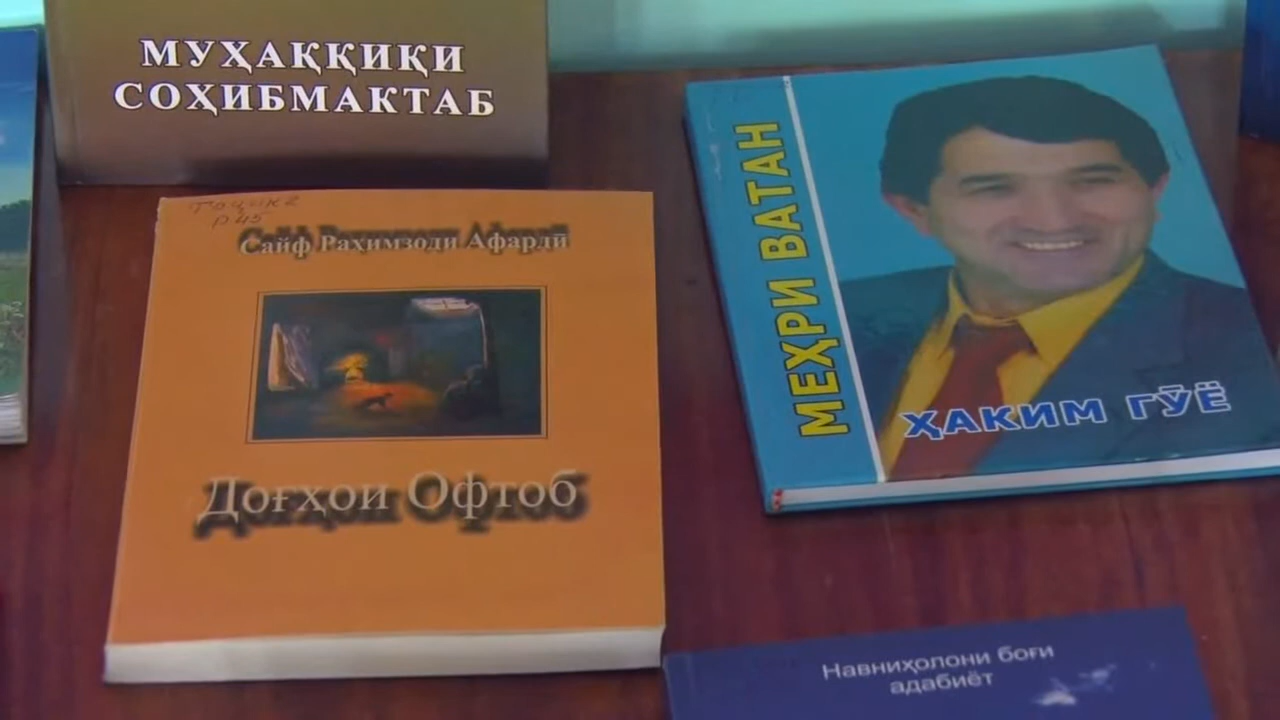 МУҲАҚҚИҚИ
СОҲИБМАКТАБ
Сайф Раҳимзоди Афардӣ
Доғҳои Офтоб
МЕҲРИ ВАТАН
ҲАКИМ ГӮЁ
Навниҳолони боғи
адабиёт